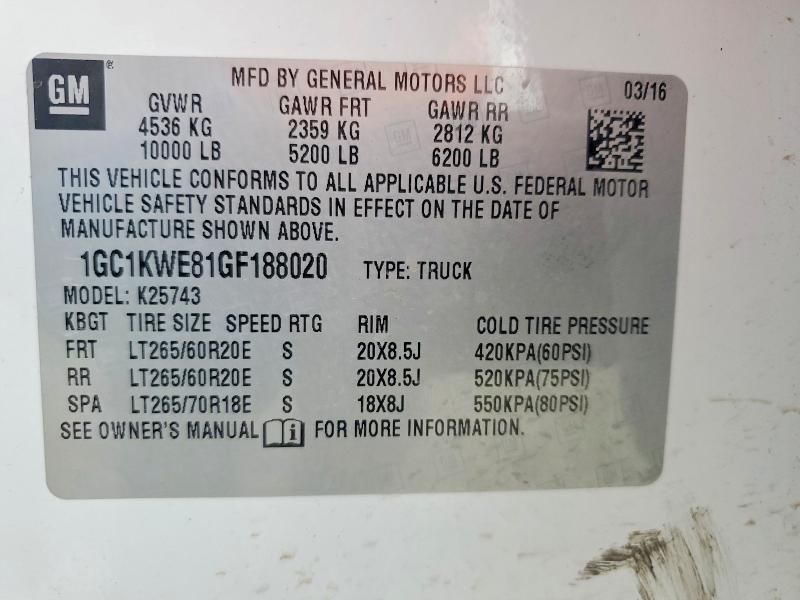 GM®
MFD BY GENERAL MOTORS LLC 03/16
GVWR GAWR FRT GAWR RR
4536 KG 2359 KG 2812 KG
10000 LB 5200 LB 6200 LB
THIS VEHICLE CONFORMS TO ALL APPLICABLE U.S. FEDERAL MOTOR
VEHICLE SAFETY STANDARDS IN EFFECT ON THE DATE OF
MANUFACTURE SHOWN ABOVE.
1GC1KWE81GF188020 TYPE: TRUCK
MODEL: K25743
KBGT TIRE SIZE SPEED RTG RIM COLD TIRE PRESSURE
FRT LT265/60R20E S 20X8.5J 420KPA(60PSI)
RR LT265/60R20E S 20X8.5J 520KPA(75PSI)
SPA LT265/70R18E S 18X8J 550KPA(80PSI)
SEE OWNER'S MANUAL i FOR MORE INFORMATION.